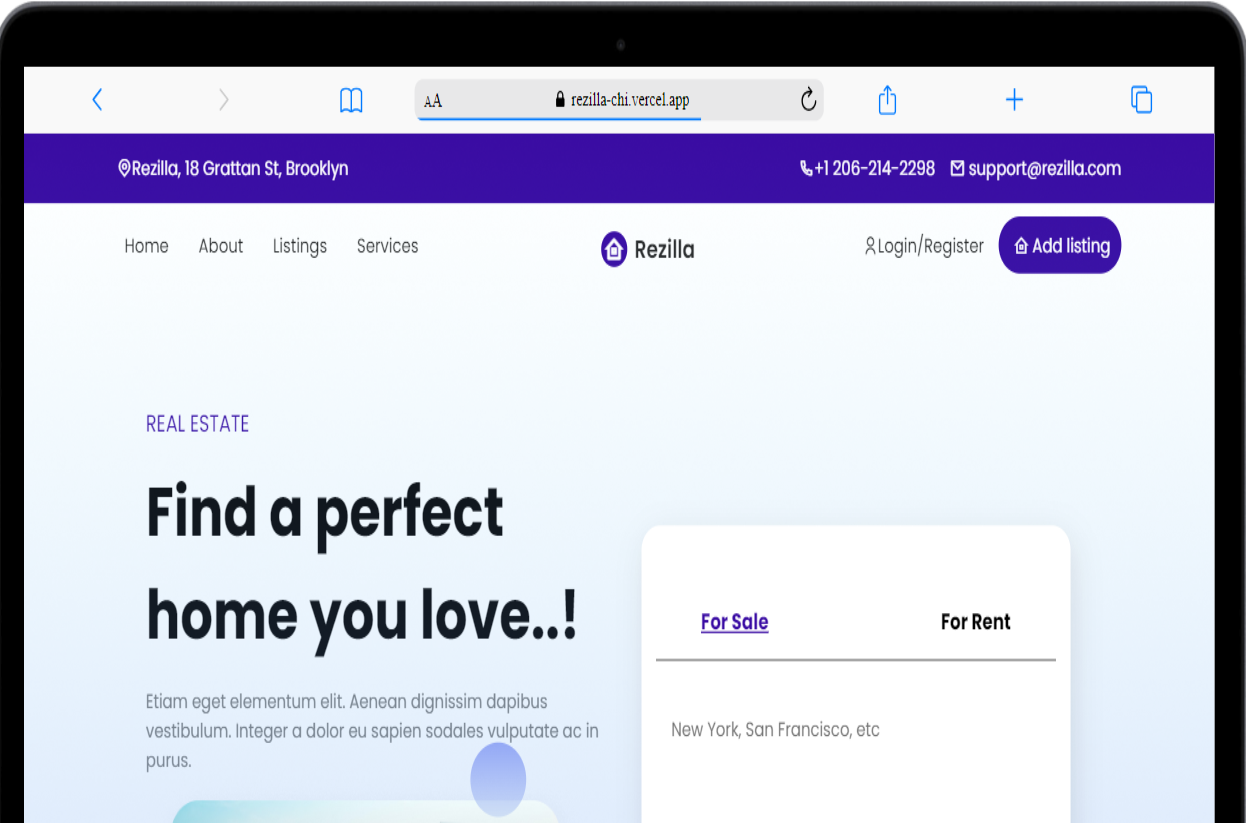 AA rezilla-chi.vercel.app
Rezilla, 18 Grattan St, Brooklyn
+1 206-214-2298 support@rezilla.com
Home About Listings Services
Rezilla
Login/Register
Add listing
REAL ESTATE
Find a perfect
home you love..!
Etiam eget elementum elit. Aenean dignissim dapibus
vestibulum. Integer a dolor eu sapien sodales vulputate ac in
purus.
For Sale For Rent
New York, San Francisco, etc